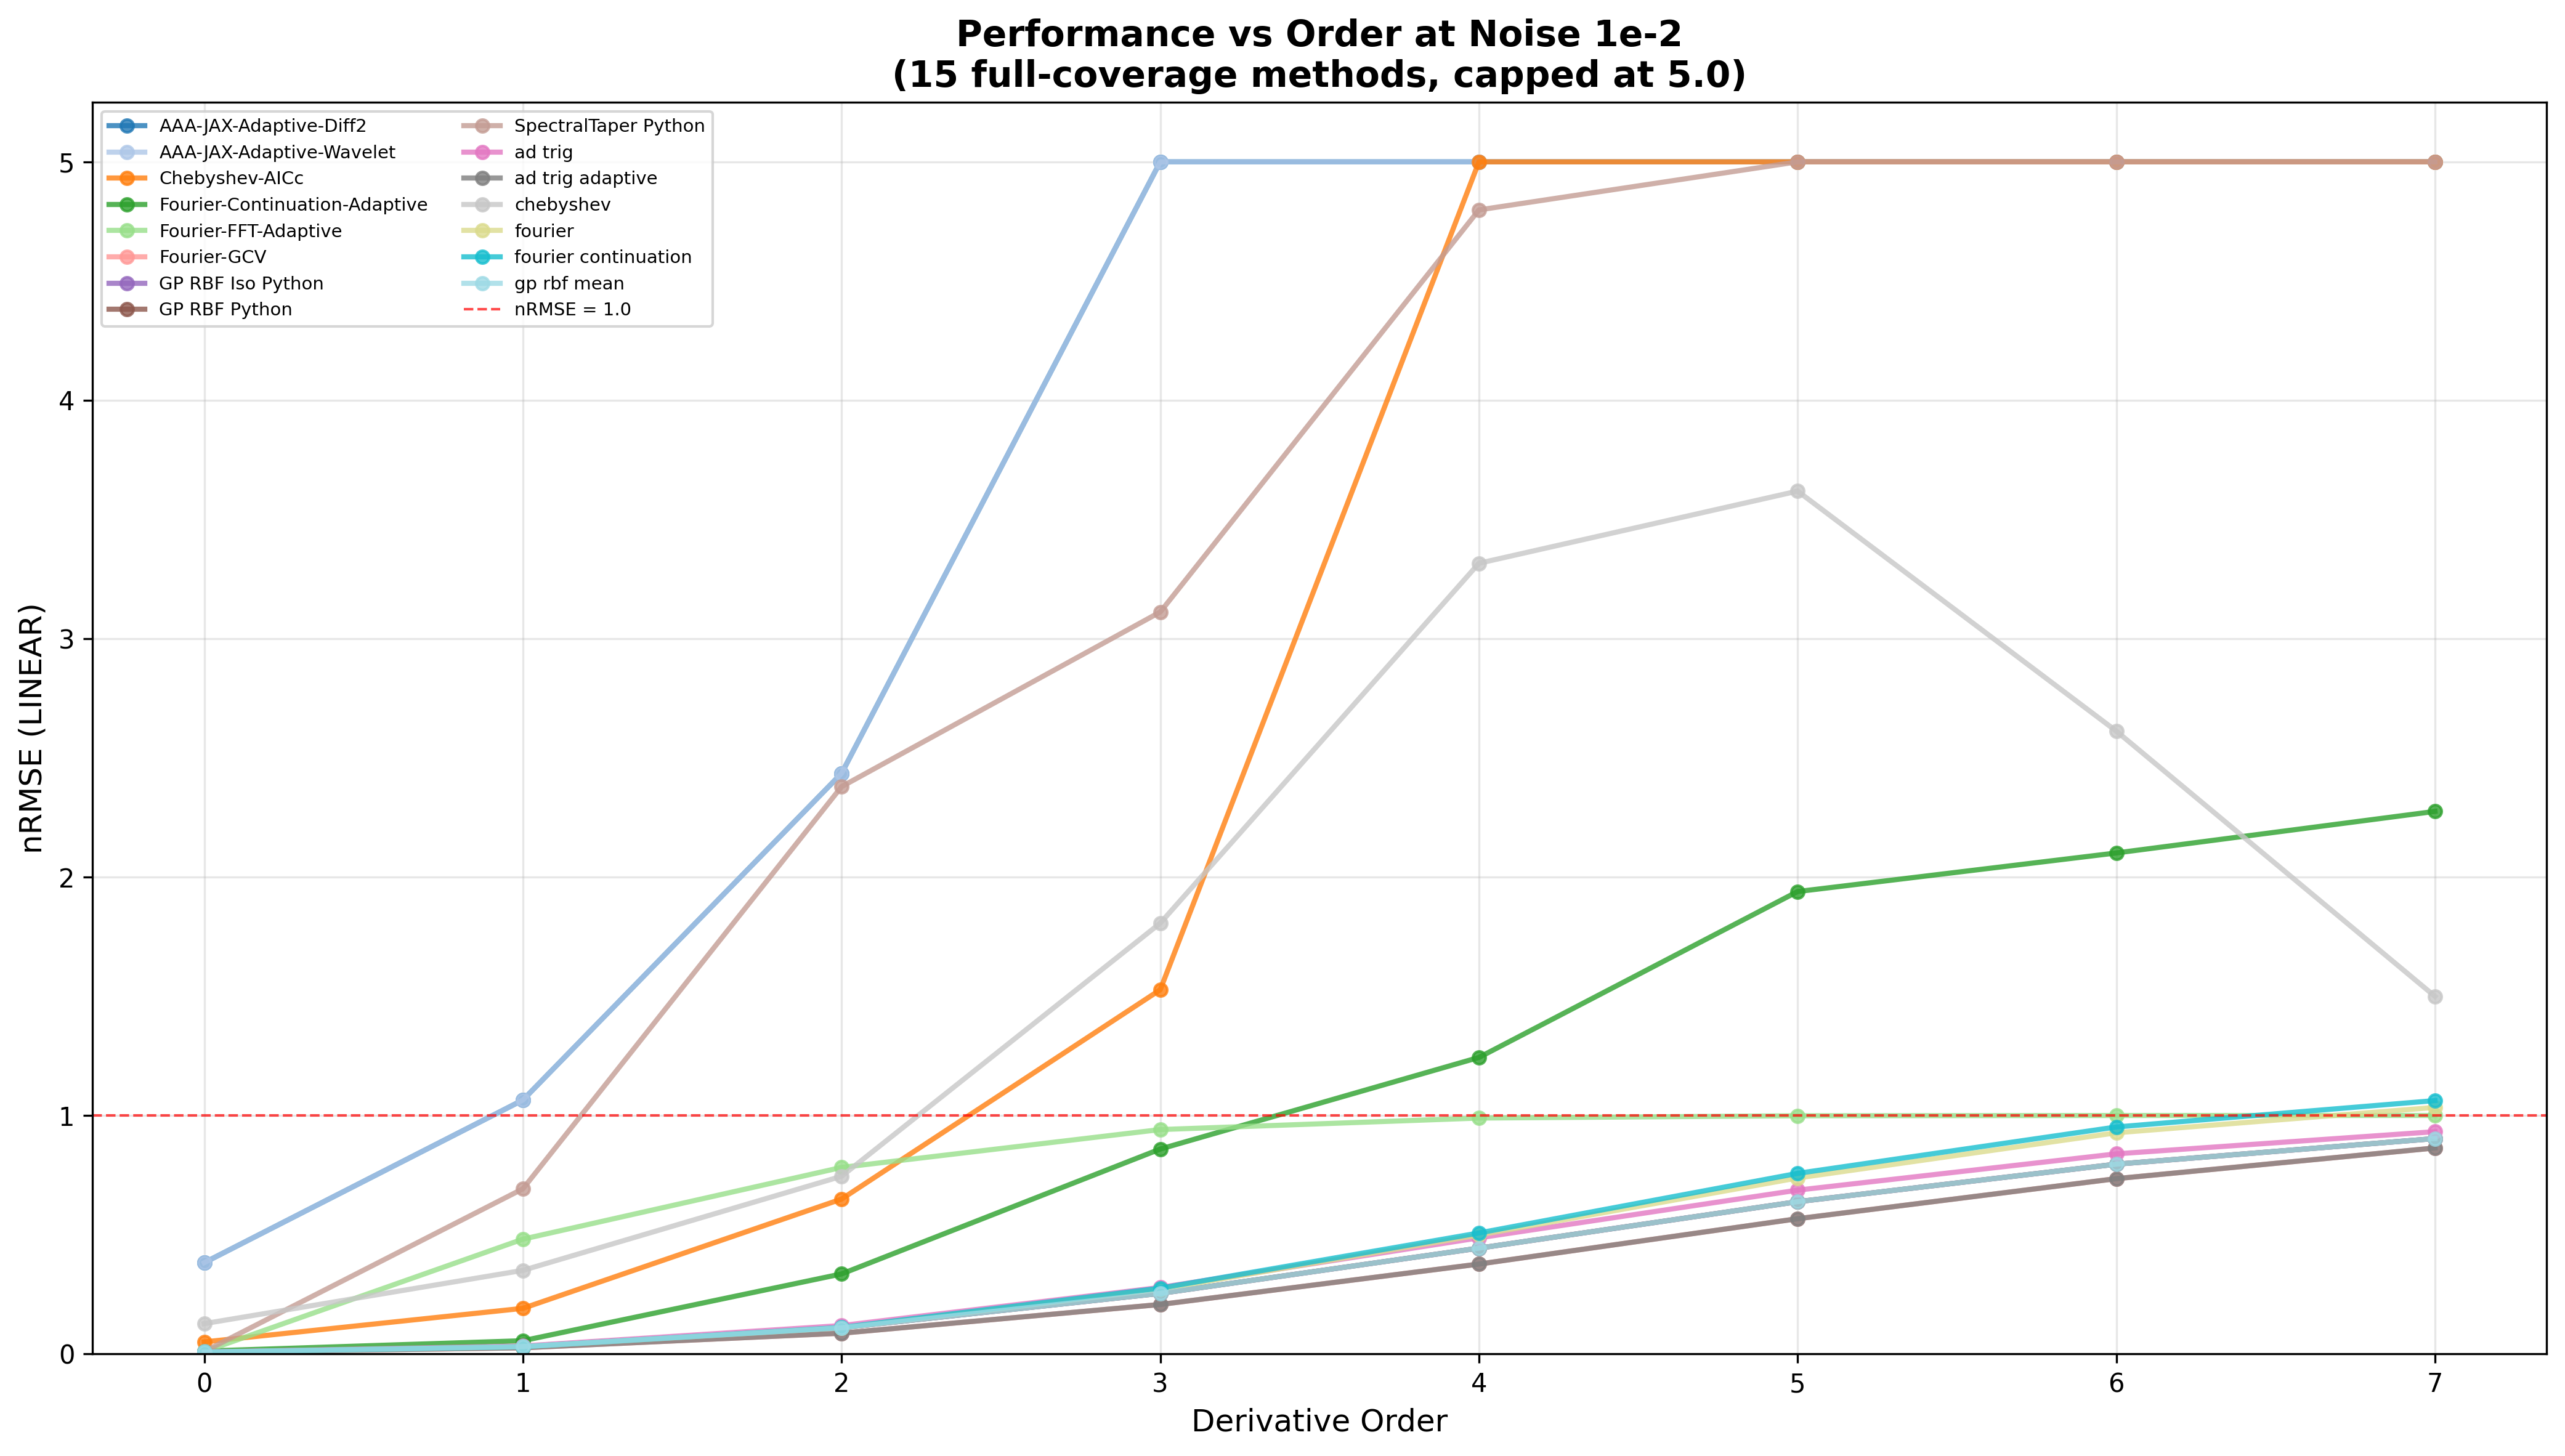 Performance vs Order at Noise 1e-2
(15 full-coverage methods, capped at 5.0)
AAA-JAX-Adaptive-Diff2
AAA-JAX-Adaptive-Wavelet
Chebyshev-AICc
Fourier-Continuation-Adaptive
Fourier-FFT-Adaptive
Fourier-GCV
GP RBF Iso Python
GP RBF Python
SpectralTaper Python
ad trig
ad trig adaptive
chebyshev
fourier
fourier continuation
gp rbf mean
nRMSE = 1.0
nRMSE (LINEAR)
5
4
3
2
1
0
0 1 2 3 4 5 6 7
Derivative Order